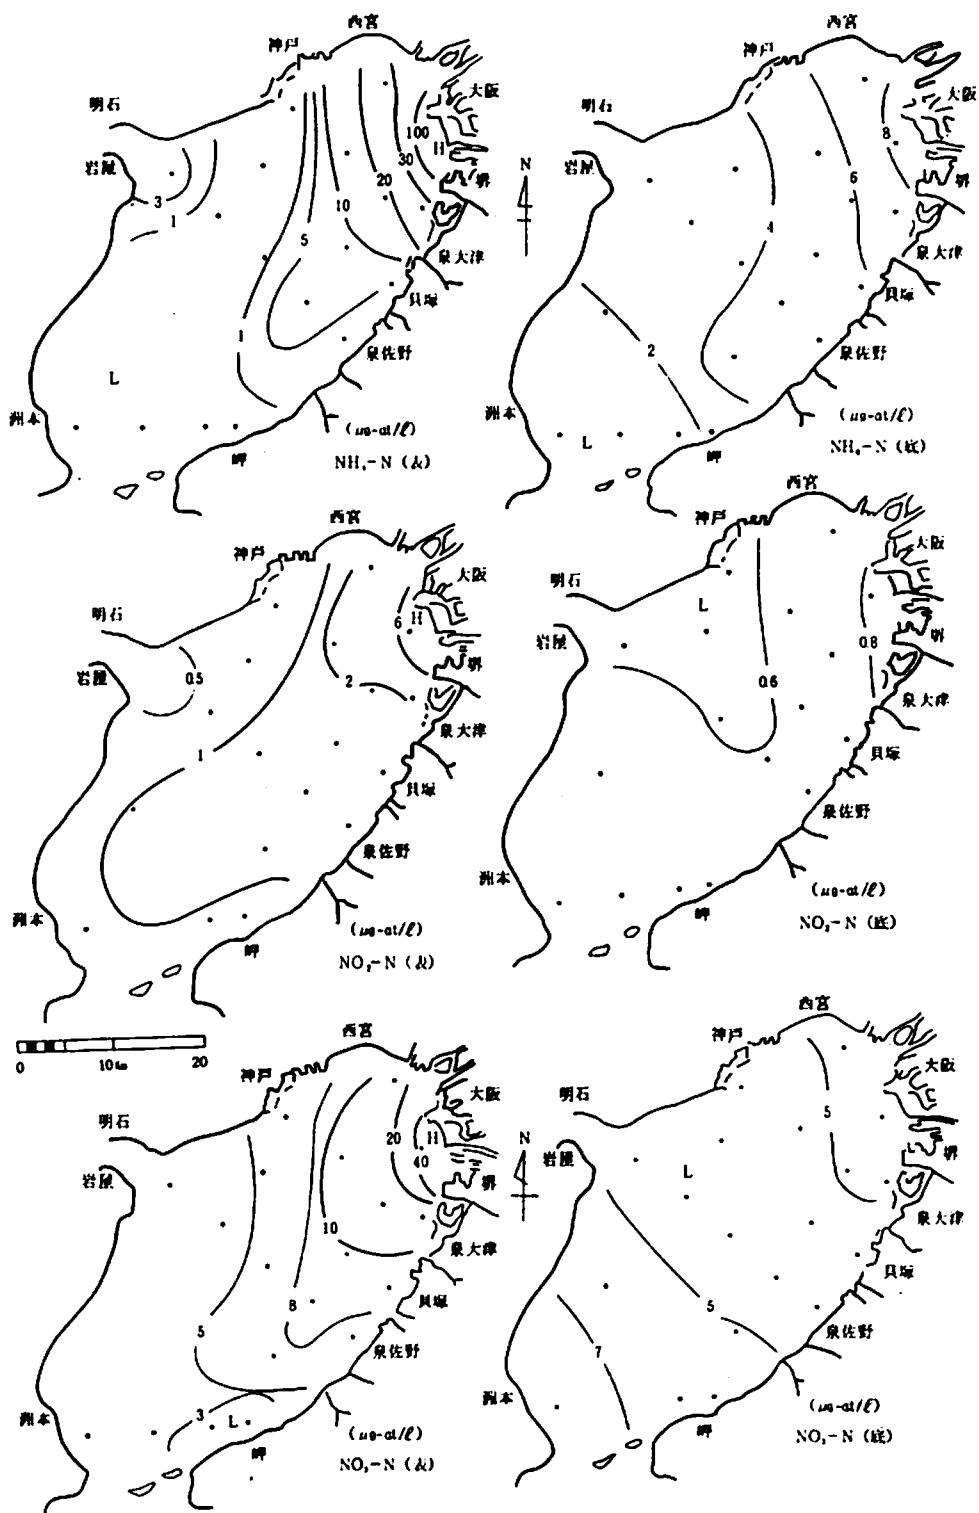 西宮
神戸
大阪
明石
100
H
岩屋
30
堺
3
20
1
10
5
泉大津
貝塚
1
泉佐野
L
洲本
(μg-at/ℓ)
岬
NH₄-N (表)
西宮
神戸
大阪
明石
8
岩屋
6
堺
4
泉大津
貝塚
2
泉佐野
洲本
L
岬
(μg-at/ℓ)
NH₄-N (底)
N
西宮
神戸
大阪
明石
6
H
岩屋
0.5
2
堺
泉大津
1
貝塚
泉佐野
洲本
岬
(μg-at/ℓ)
NO₂-N (表)
西宮
神戸
大阪
明石
L
岩屋
0.8
堺
0.6
泉大津
貝塚
泉佐野
洲本
岬
(μg-at/ℓ)
NO₂-N (底)
0 10km 20
西宮
神戸
大阪
明石
20
H
40
岩屋
堺
10
泉大津
8
貝塚
5
泉佐野
3
L
洲本
岬
(μg-at/ℓ)
NO₃-N (表)
N
西宮
神戸
大阪
明石
5
岩屋
L
堺
泉大津
貝塚
5
泉佐野
7
洲本
岬
(μg-at/ℓ)
NO₃-N (底)